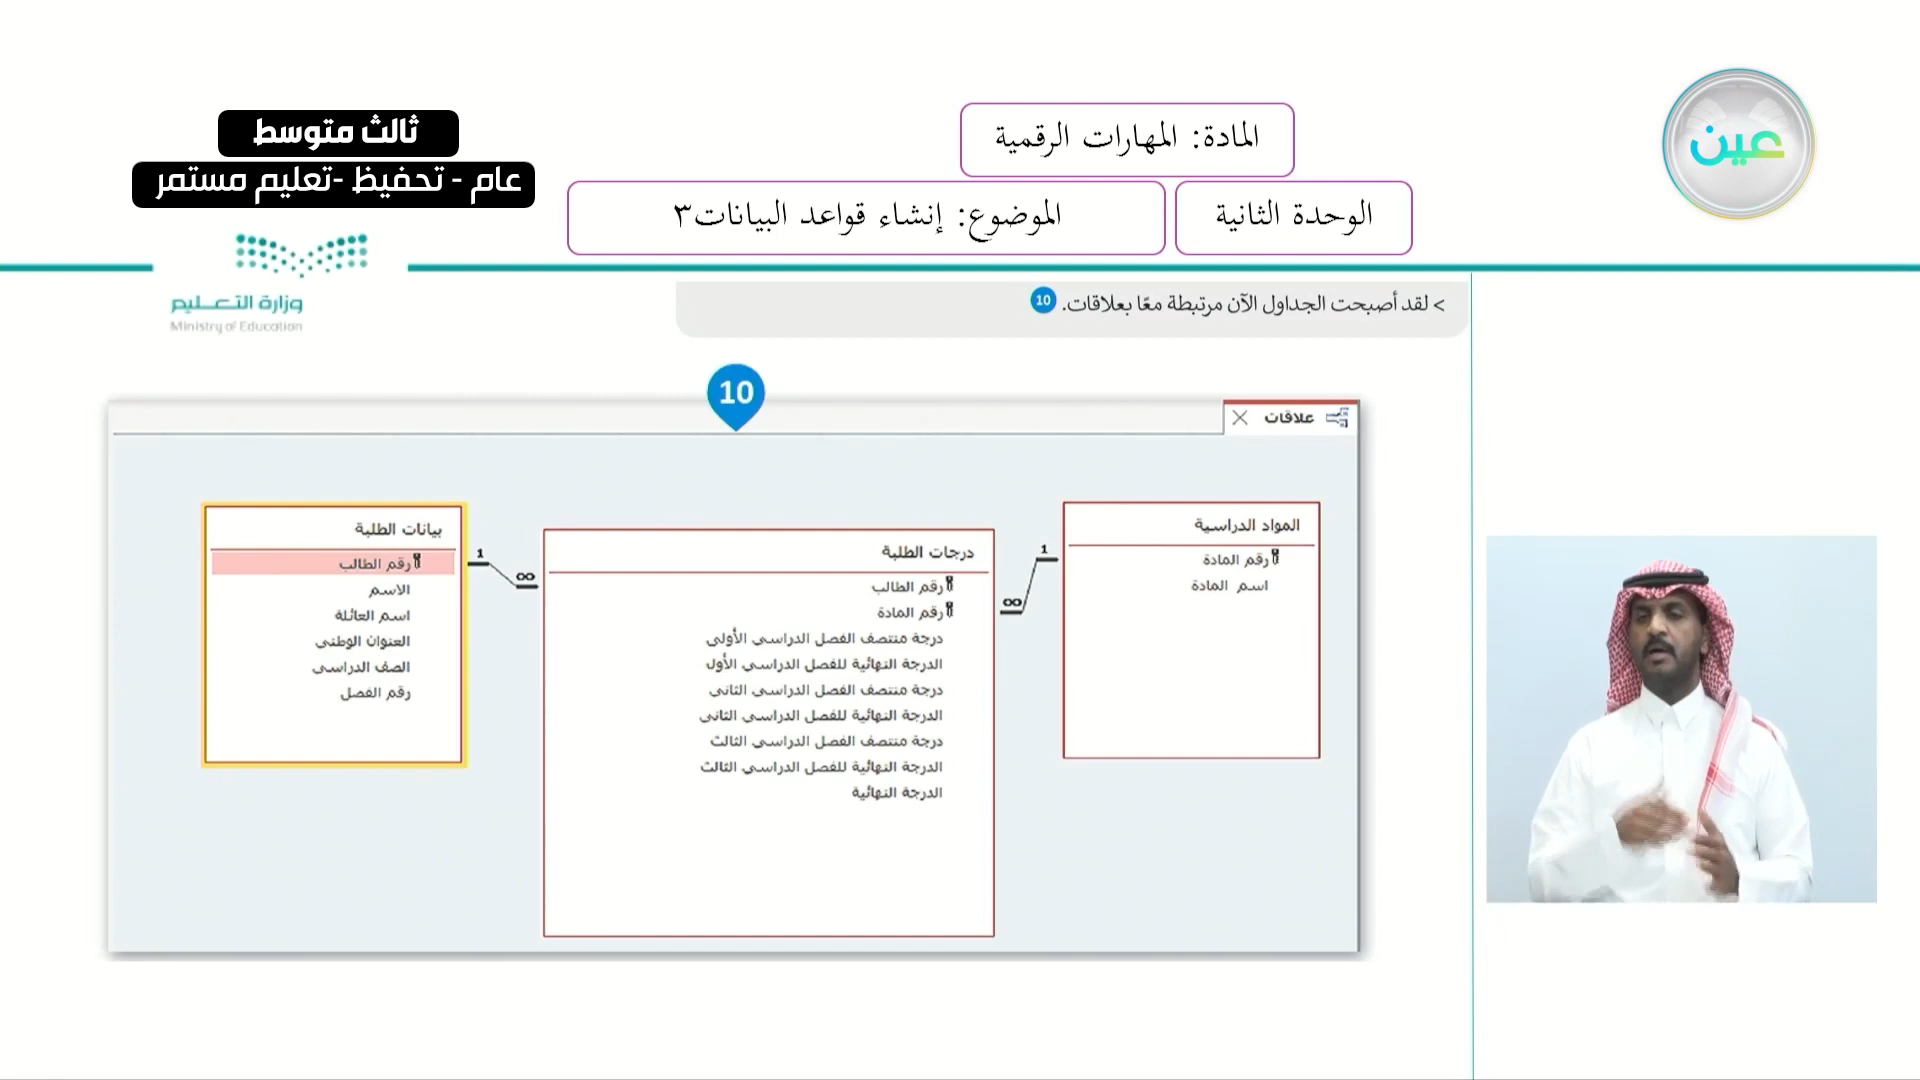 عين
المادة: المهارات الرقمية
ثالث متوسط
عام - تحفيظ -تعليم مستمر
الوحدة الثانية
الموضوع: إنشاء قواعد البيانات٣
وزارة التعليم
Ministry of Education
> لقد أصبحت الجداول الآن مرتبطة معًا بعلاقات. 10
10
علاقات
المواد الدراسية
رقم المادة
اسم المادة
1
∞
درجات الطلبة
رقم الطالب
رقم المادة
درجة منتصف الفصل الدراسي الأولى
الدرجة النهائية للفصل الدراسي الأول
درجة منتصف الفصل الدراسي الثاني
الدرجة النهائية للفصل الدراسي الثاني
درجة منتصف الفصل الدراسي الثالث
الدرجة النهائية للفصل الدراسي الثالث
الدرجة النهائية
1
∞
بيانات الطلبة
رقم الطالب
الاسم
اسم العائلة
العنوان الوطني
الصف الدراسي
رقم الفصل